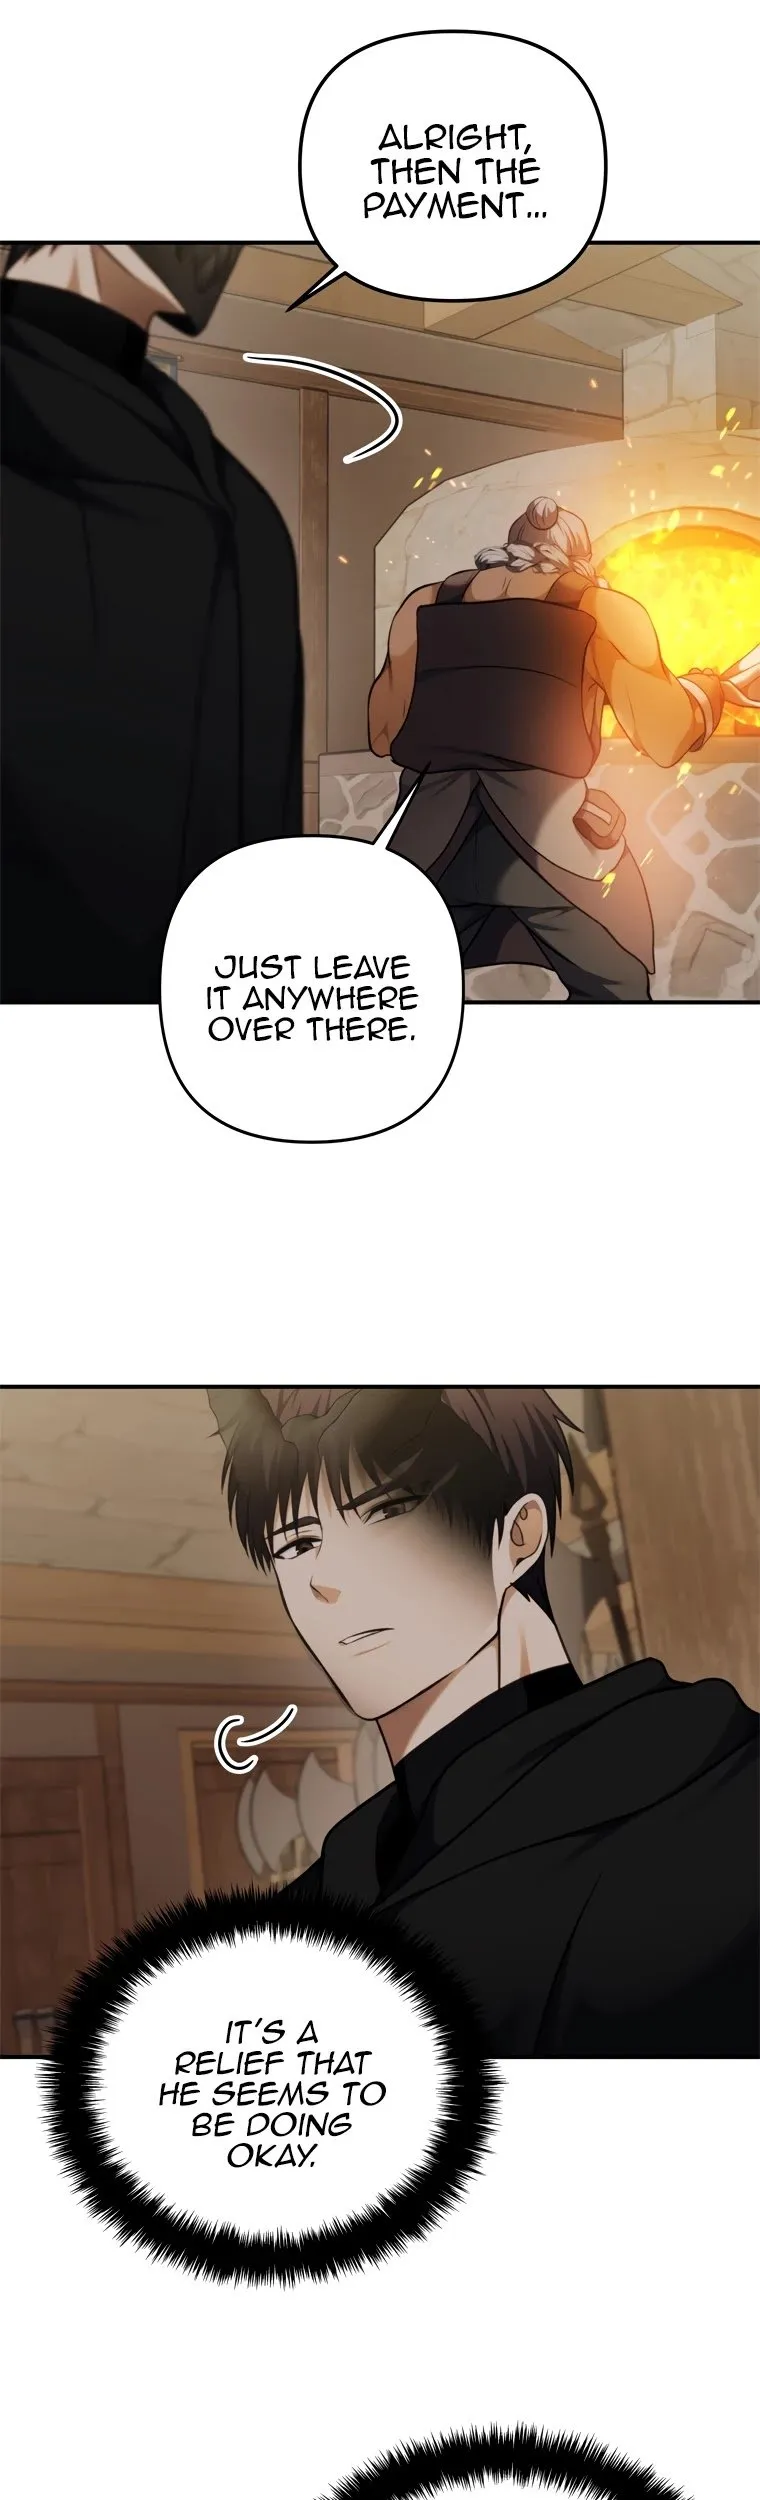 ALRIGHT,
THEN THE
PAYMENT...
JUST LEAVE
IT ANYWHERE
OVER THERE.
IT'S A
RELIEF THAT
HE SEEMS TO
BE DOING
OKAY.